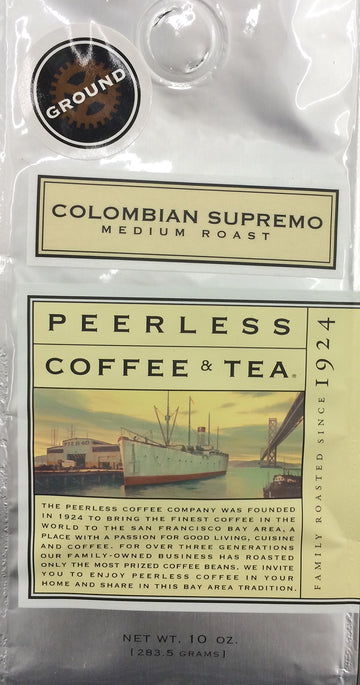 GROUND
COLOMBIAN SUPREMO
MEDIUM ROAST
PEERLESS
COFFEE & TEA®
FAMILY ROASTED SINCE 1924
PIER 40
THE PEERLESS COFFEE COMPANY WAS FOUNDED
IN 1924 TO BRING THE FINEST COFFEE IN THE
WORLD TO THE SAN FRANCISCO BAY AREA, A
PLACE WITH A PASSION FOR GOOD LIVING, CUISINE
AND COFFEE. FOR OVER THREE GENERATIONS
OUR FAMILY-OWNED BUSINESS HAS ROASTED
ONLY THE MOST PRIZED COFFEE BEANS. WE INVITE
YOU TO ENJOY PEERLESS COFFEE IN YOUR
HOME AND SHARE IN THIS BAY AREA TRADITION.
NET WT. 10 OZ.
[283.5 GRAMS]